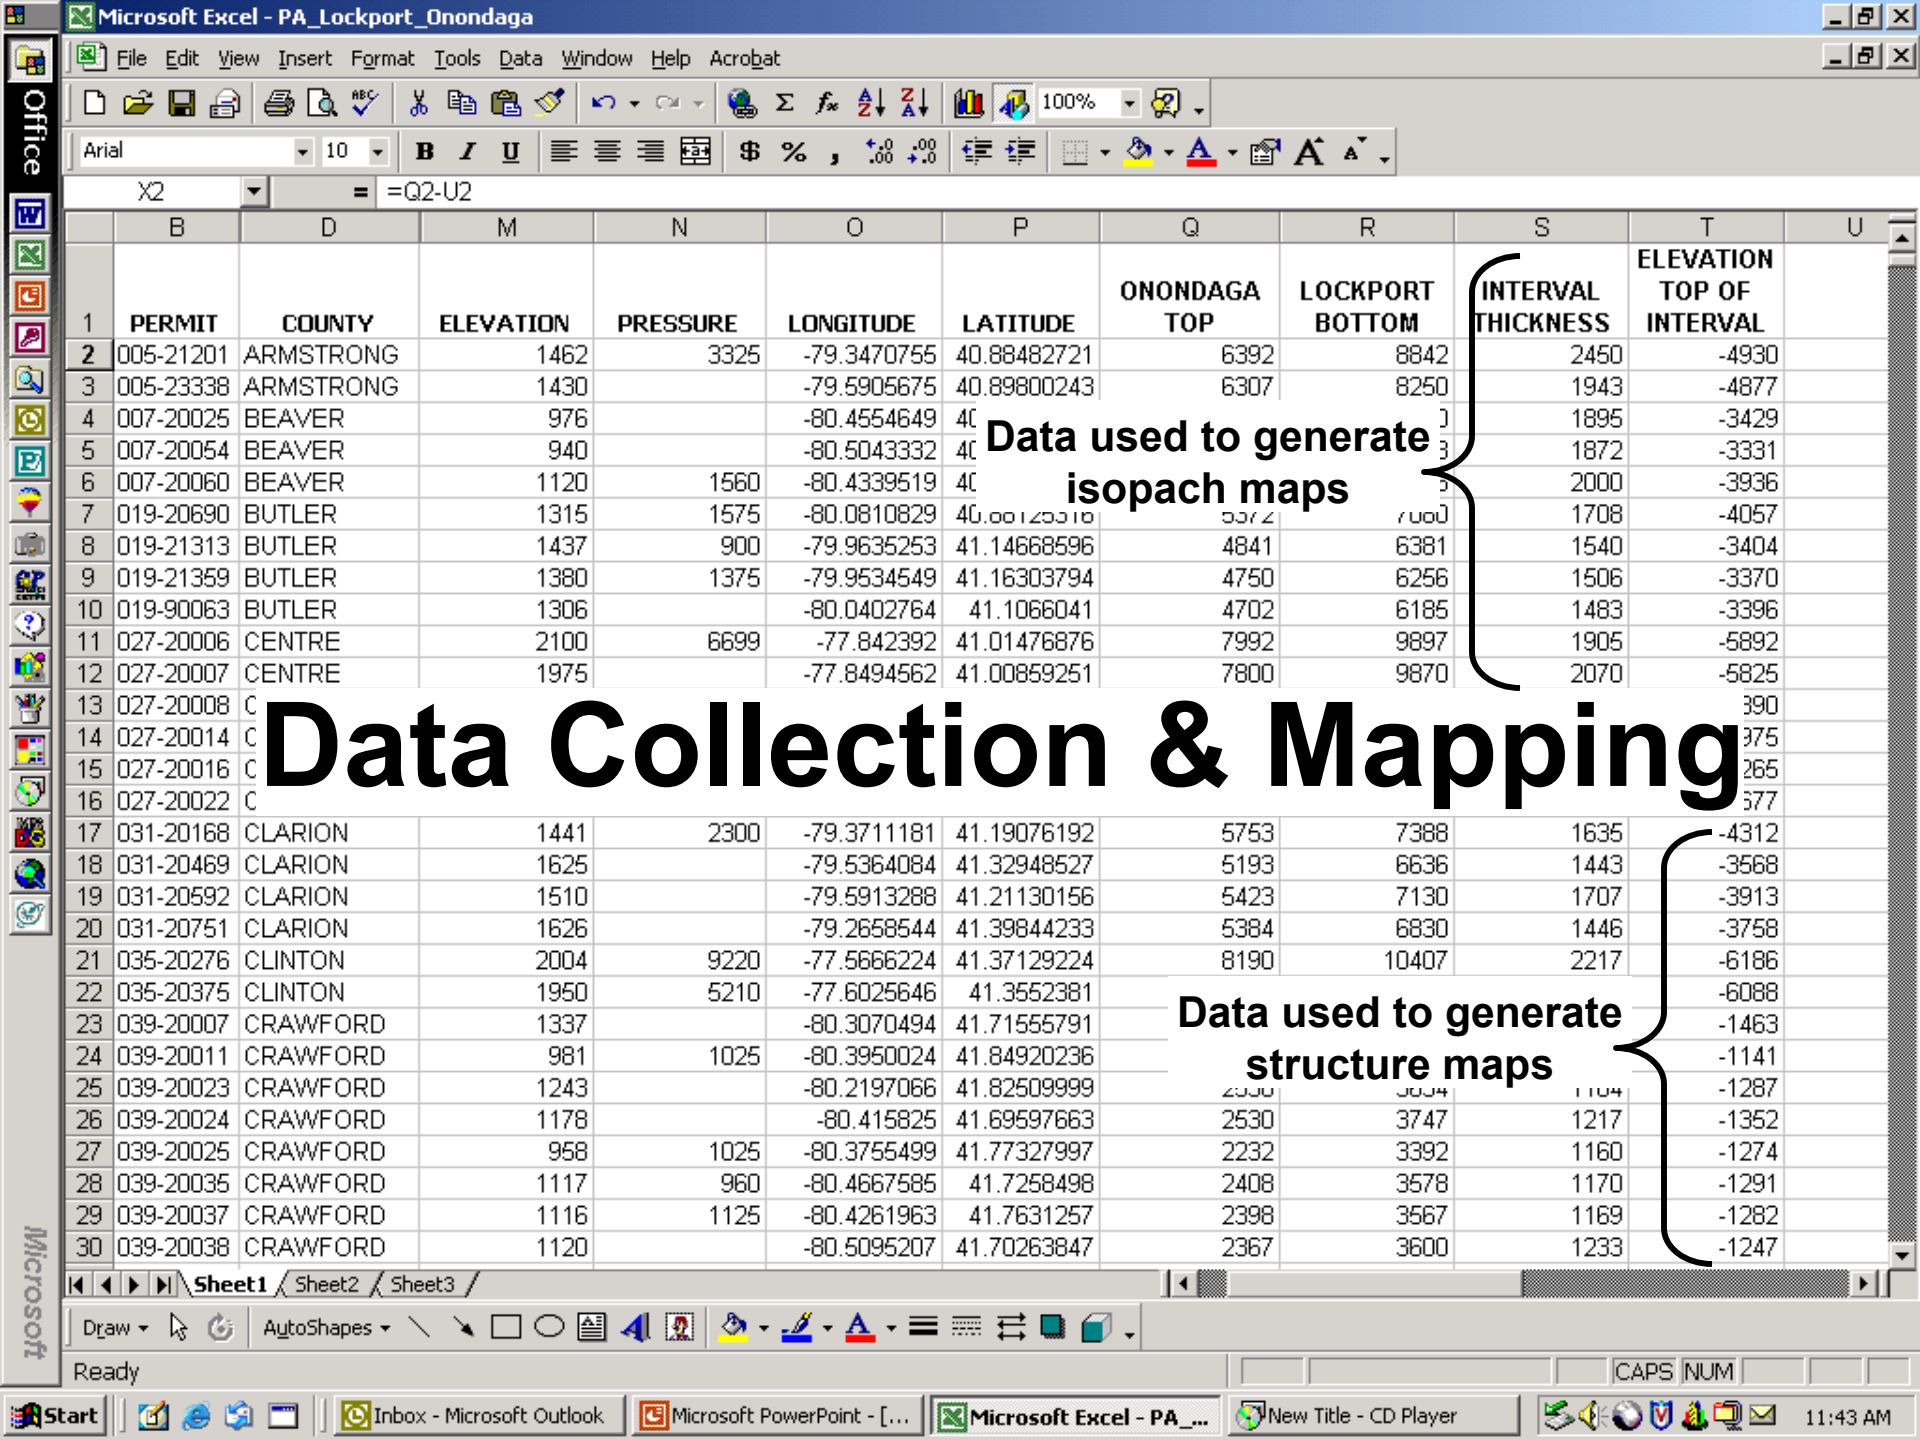 Microsoft Excel - PA_Lockport_Onondaga
File Edit View Insert Format Tools Data Window Help Acrobat
100%
Arial 10 B I U $ % ,
X2 = =Q2-U2
B D M N O P Q R S T U
1 PERMIT COUNTY ELEVATION PRESSURE LONGITUDE LATITUDE ONONDAGA TOP LOCKPORT BOTTOM INTERVAL THICKNESS ELEVATION TOP OF INTERVAL
2 005-21201 ARMSTRONG 1462 3325 -79.3470755 40.88482721 6392 8842 2450 -4930
3 005-23338 ARMSTRONG 1430 -79.5905675 40.89800243 6307 8250 1943 -4877
4 007-20025 BEAVER 976 -80.4554649 1895 -3429
5 007-20054 BEAVER 940 -80.5043332 1872 -3331
6 007-20060 BEAVER 1120 1560 -80.4339519 2000 -3936
Data used to generate
isopach maps
7 019-20690 BUTLER 1315 1575 -80.0810829 1708 -4057
8 019-21313 BUTLER 1437 900 -79.9635253 41.14668596 4841 6381 1540 -3404
9 019-21359 BUTLER 1380 1375 -79.9534549 41.16303794 4750 6256 1506 -3370
10 019-90063 BUTLER 1306 -80.0402764 41.1066041 4702 6185 1483 -3396
11 027-20006 CENTRE 2100 6699 -77.842392 41.01476876 7992 9897 1905 -5892
12 027-20007 CENTRE 1975 -77.8494562 41.00859251 7800 9870 2070 -5825
13 027-20008
14 027-20014
15 027-20016
16 027-20022
Data Collection & Mapping
17 031-20168 CLARION 1441 2300 -79.3711181 41.19076192 5753 7388 1635 -4312
18 031-20469 CLARION 1625 -79.5364084 41.32948527 5193 6636 1443 -3568
19 031-20592 CLARION 1510 -79.5913288 41.21130156 5423 7130 1707 -3913
20 031-20751 CLARION 1626 -79.2658544 41.39844233 5384 6830 1446 -3758
21 035-20276 CLINTON 2004 9220 -77.5666224 41.37129224 8190 10407 2217 -6186
22 035-20375 CLINTON 1950 5210 -77.6025646 41.3552381 -6088
23 039-20007 CRAWFORD 1337 -80.3070494 41.71555791 -1463
24 039-20011 CRAWFORD 981 1025 -80.3950024 41.84920236 -1141
Data used to generate
structure maps
25 039-20023 CRAWFORD 1243 -80.2197066 41.82509999 -1287
26 039-20024 CRAWFORD 1178 -80.415825 41.69597663 2530 3747 1217 -1352
27 039-20025 CRAWFORD 958 1025 -80.3755499 41.77327997 2232 3392 1160 -1274
28 039-20035 CRAWFORD 1117 960 -80.4667585 41.7258498 2408 3578 1170 -1291
29 039-20037 CRAWFORD 1116 1125 -80.4261963 41.7631257 2398 3567 1169 -1282
30 039-20038 CRAWFORD 1120 -80.5095207 41.70263847 2367 3600 1233 -1247
Sheet1 Sheet2 Sheet3
Draw AutoShapes
Ready CAPS NUM
Start Inbox - Microsoft Outlook Microsoft PowerPoint - [... Microsoft Excel - PA_... New Title - CD Player 11:43 AM
Office
Microsoft